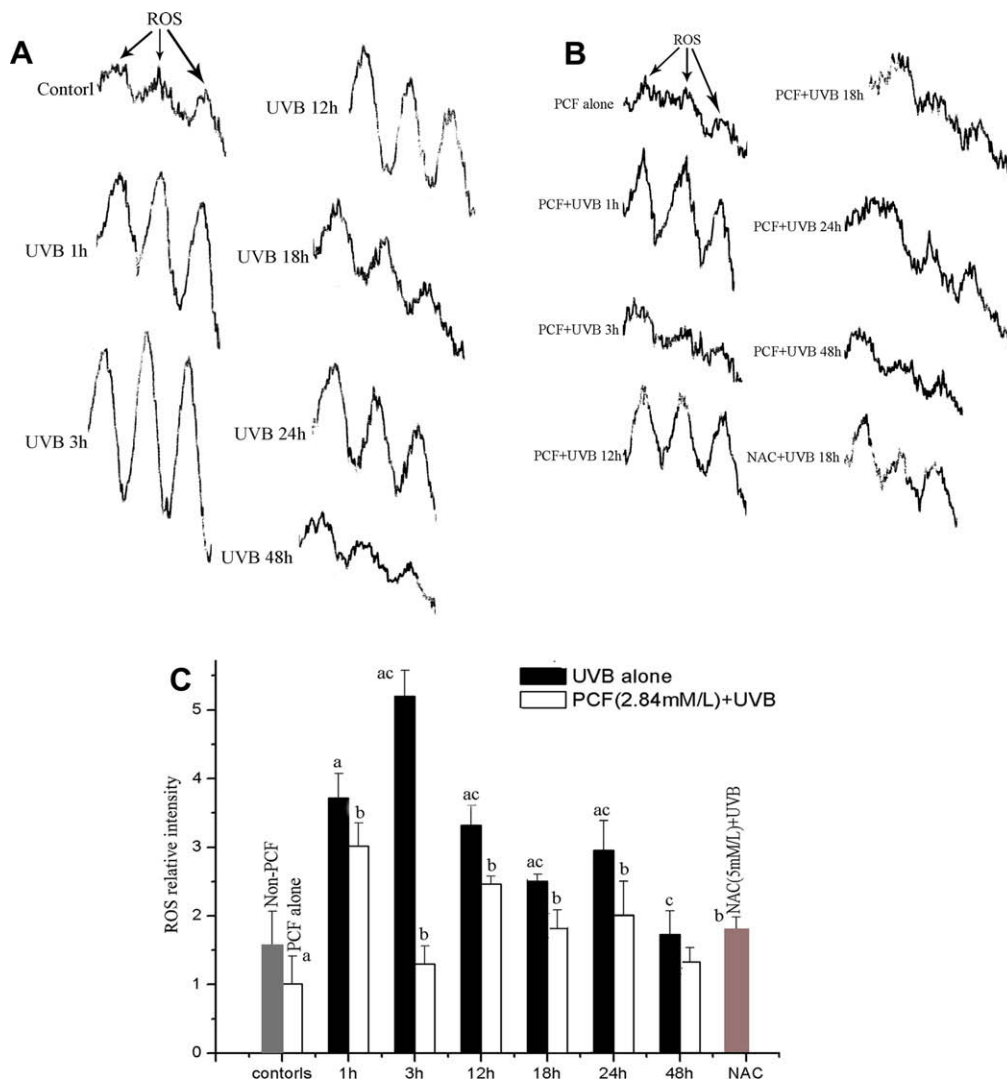 A
ROS
Contorl
UVB 12h
UVB 1h
UVB 18h
UVB 3h
UVB 24h
UVB 48h
B
ROS
PCF alone
PCF+UVB 18h
PCF+UVB 1h
PCF+UVB 24h
PCF+UVB 3h
PCF+UVB 48h
PCF+UVB 12h
NAC+UVB 18h
C
UVB alone
PCF(2.84mM/L)+UVB
ROS relative intensity
5
4
3
2
1
0
Non-PCF
PCF alone
a
a
b
ac
b
ac
b
ac
b
ac
b
c
b
NAC(5mM/L)+UVB
contorls
1h
3h
12h
18h
24h
48h
NAC